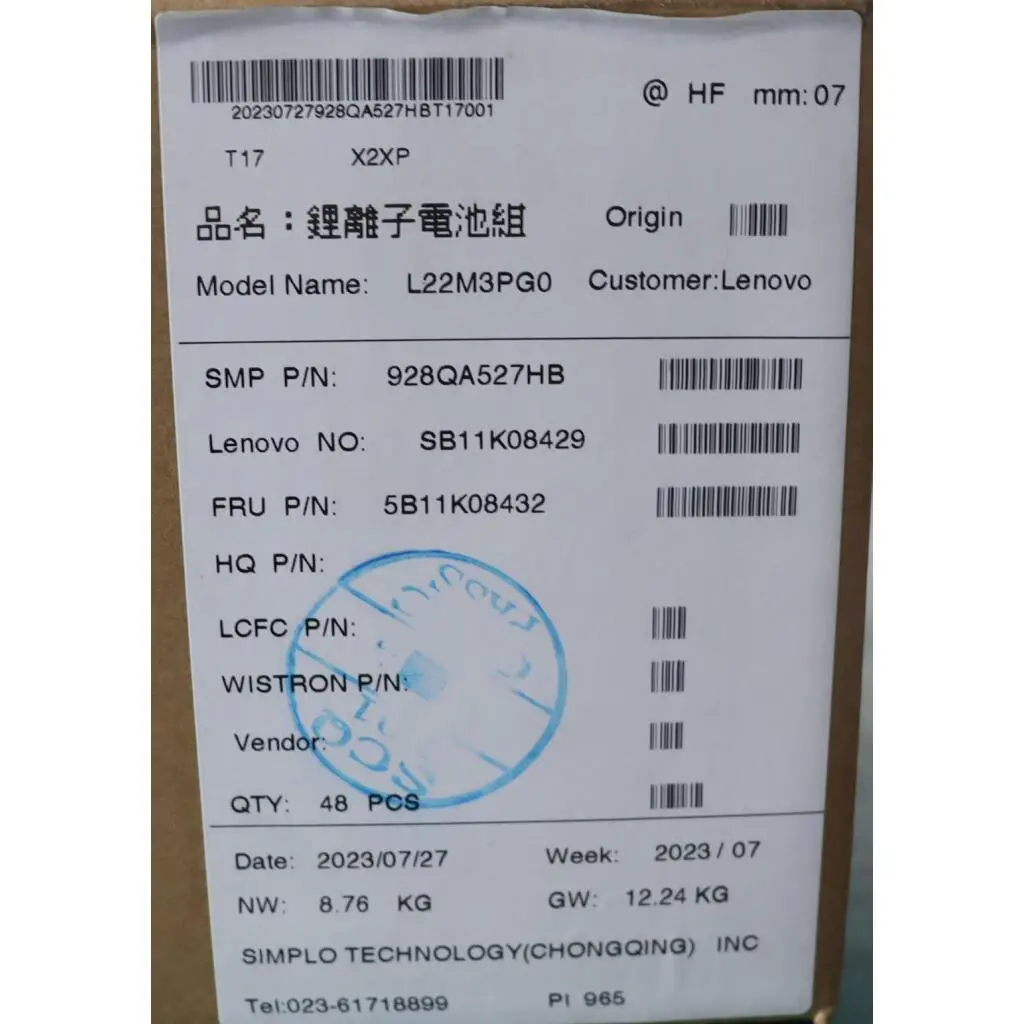 20230727928QA527HBT17001
@ HF mm:07
T17 X2XP
品名：鋰離子電池組 Origin
Model Name: L22M3PG0 Customer:Lenovo
SMP P/N: 928QA527HB
Lenovo NO: SB11K08429
FRU P/N: 5B11K08432
HQ P/N:
LCFC P/N:
WISTRON P/N:
Vendor:
QTY: 48 PCS
Date: 2023/07/27 Week: 2023/07
NW: 8.76 KG GW: 12.24 KG
SIMPLO TECHNOLOGY(CHONGQING) INC
Tel:023-61718899 PI 965